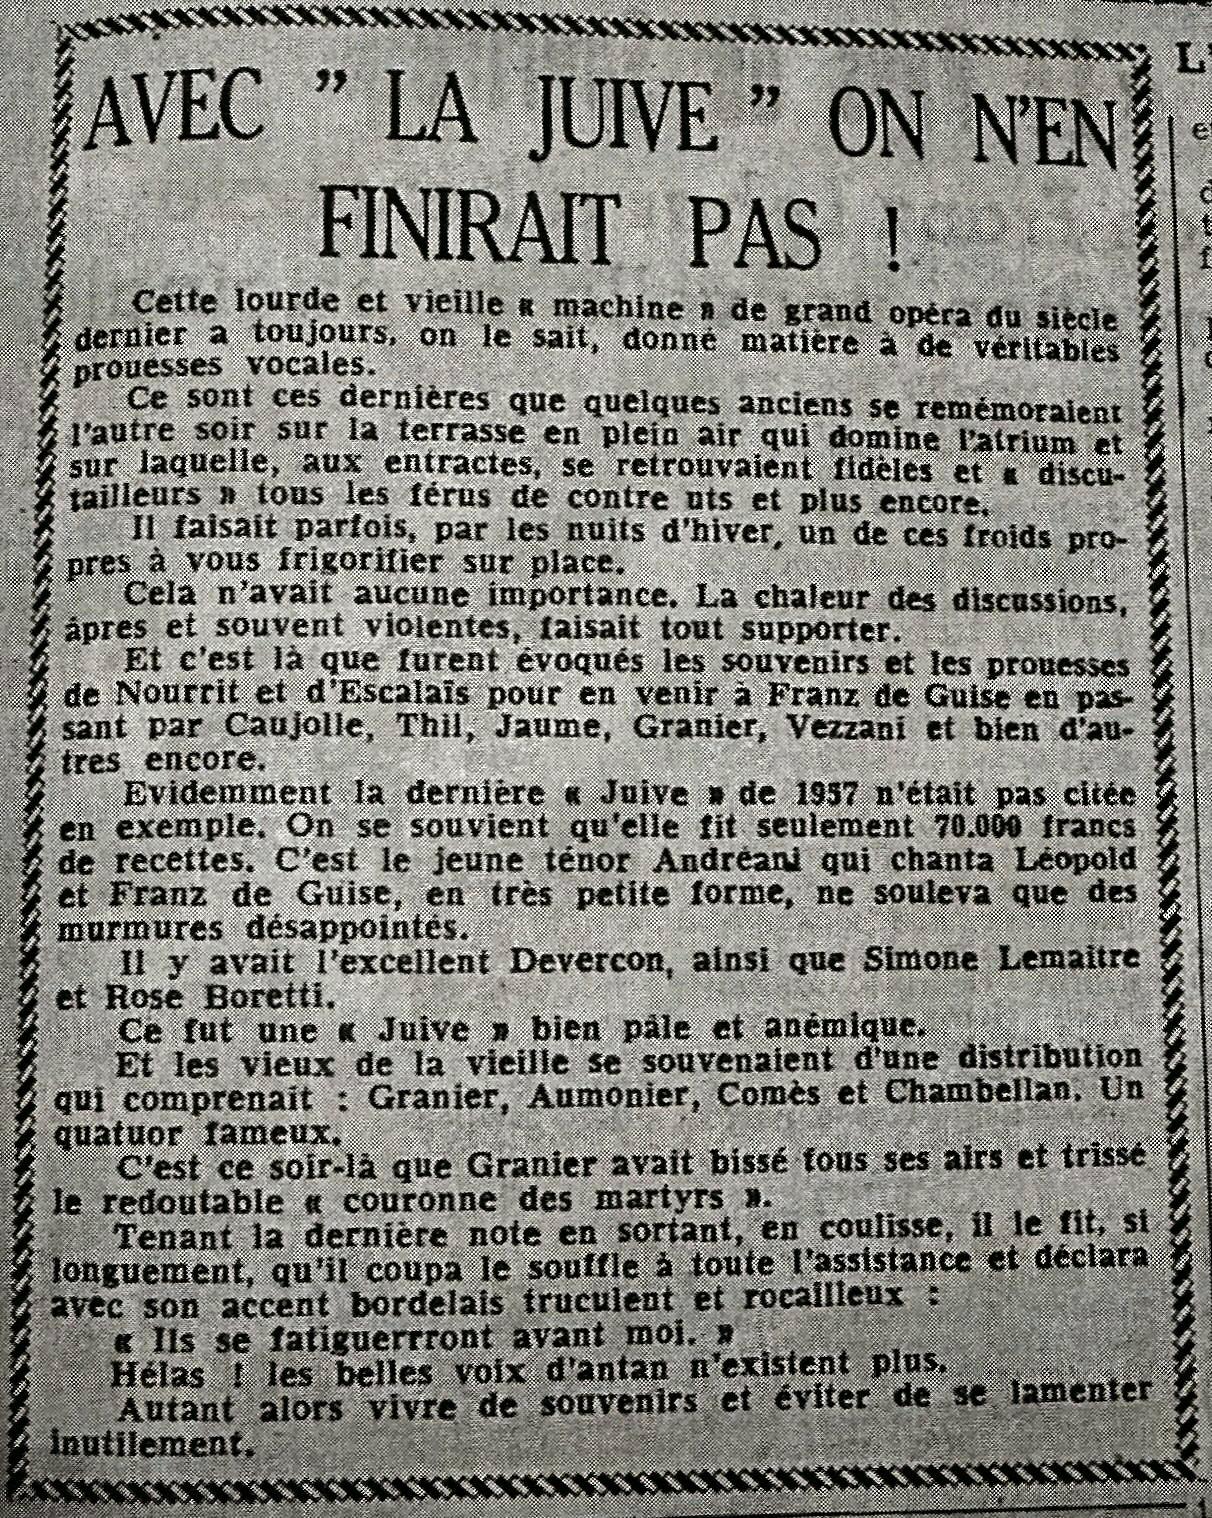 AVEC " LA JUIVE " ON N'EN
FINIRAIT PAS !
Cette lourde et vieille « machine » de grand opéra du siècle
dernier a toujours, on le sait, donné matière à de véritables
prouesses vocales.
Ce sont ces dernières que quelques anciens se remémoraient
l'autre soir sur la terrasse en plein air qui domine l'atrium et
sur laquelle, aux entractes, se retrouvaient fidèles et « discu-
tailleurs » tous les férus de contre uts et plus encore.
Il faisait parfois, par les nuits d'hiver, un de ces froids pro-
pres à vous frigorifier sur place.
Cela n'avait aucune importance. La chaleur des discussions,
âpres et souvent violentes, faisait tout supporter.
Et c'est là que furent évoqués les souvenirs et les prouesses
de Nourrit et d'Escalaïs pour en venir à Franz de Guise en pas-
sant par Caujolle, Thil, Jaume, Granier, Vezzani et bien d'au-
tres encore.
Evidemment la dernière « Juive » de 1957 n'était pas citée
en exemple. On se souvient qu'elle fit seulement 70.000 francs
de recettes. C'est le jeune ténor Andréani qui chanta Léopold
et Franz de Guise, en très petite forme, ne souleva que des
murmures désappointés.
Il y avait l'excellent Devercon, ainsi que Simone Lemaitre
et Rose Boretti.
Ce fut une « Juive » bien pâle et anémique.
Et les vieux de la vieille se souvenaient d'une distribution
qui comprenait : Granier, Aumonier, Comès et Chambellan. Un
quatuor fameux.
C'est ce soir-là que Granier avait bissé tous ses airs et trissé
le redoutable « couronne des martyrs ».
Tenant la dernière note en sortant, en coulisse, il le fit, si
longuement, qu'il coupa le souffle à toute l'assistance et déclara
avec son accent bordelais truculent et rocailleux :
« Ils se fatiguerrront avant moi. »
Hélas ! les belles voix d'antan n'existent plus.
Autant alors vivre de souvenirs et éviter de se lamenter
inutilement.